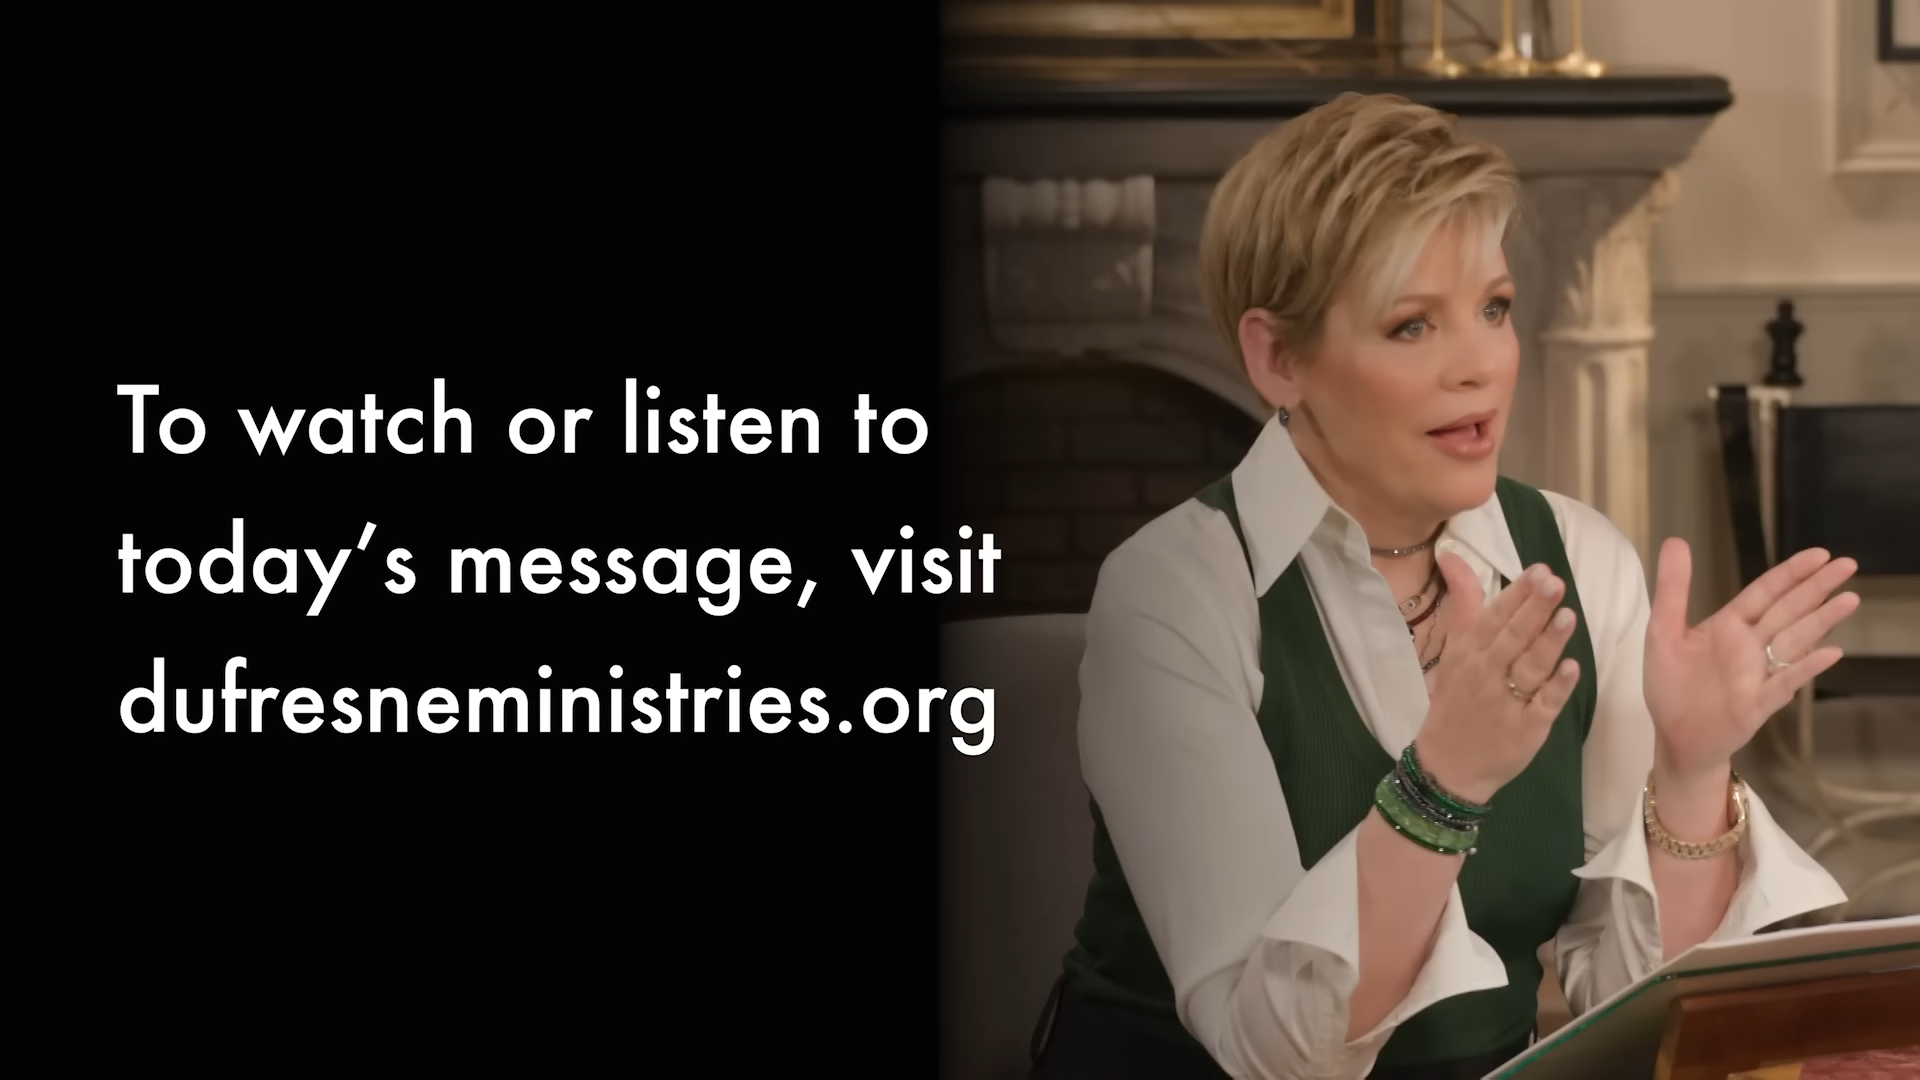 To watch or listen to
today’s message, visit
dufresneministries.org